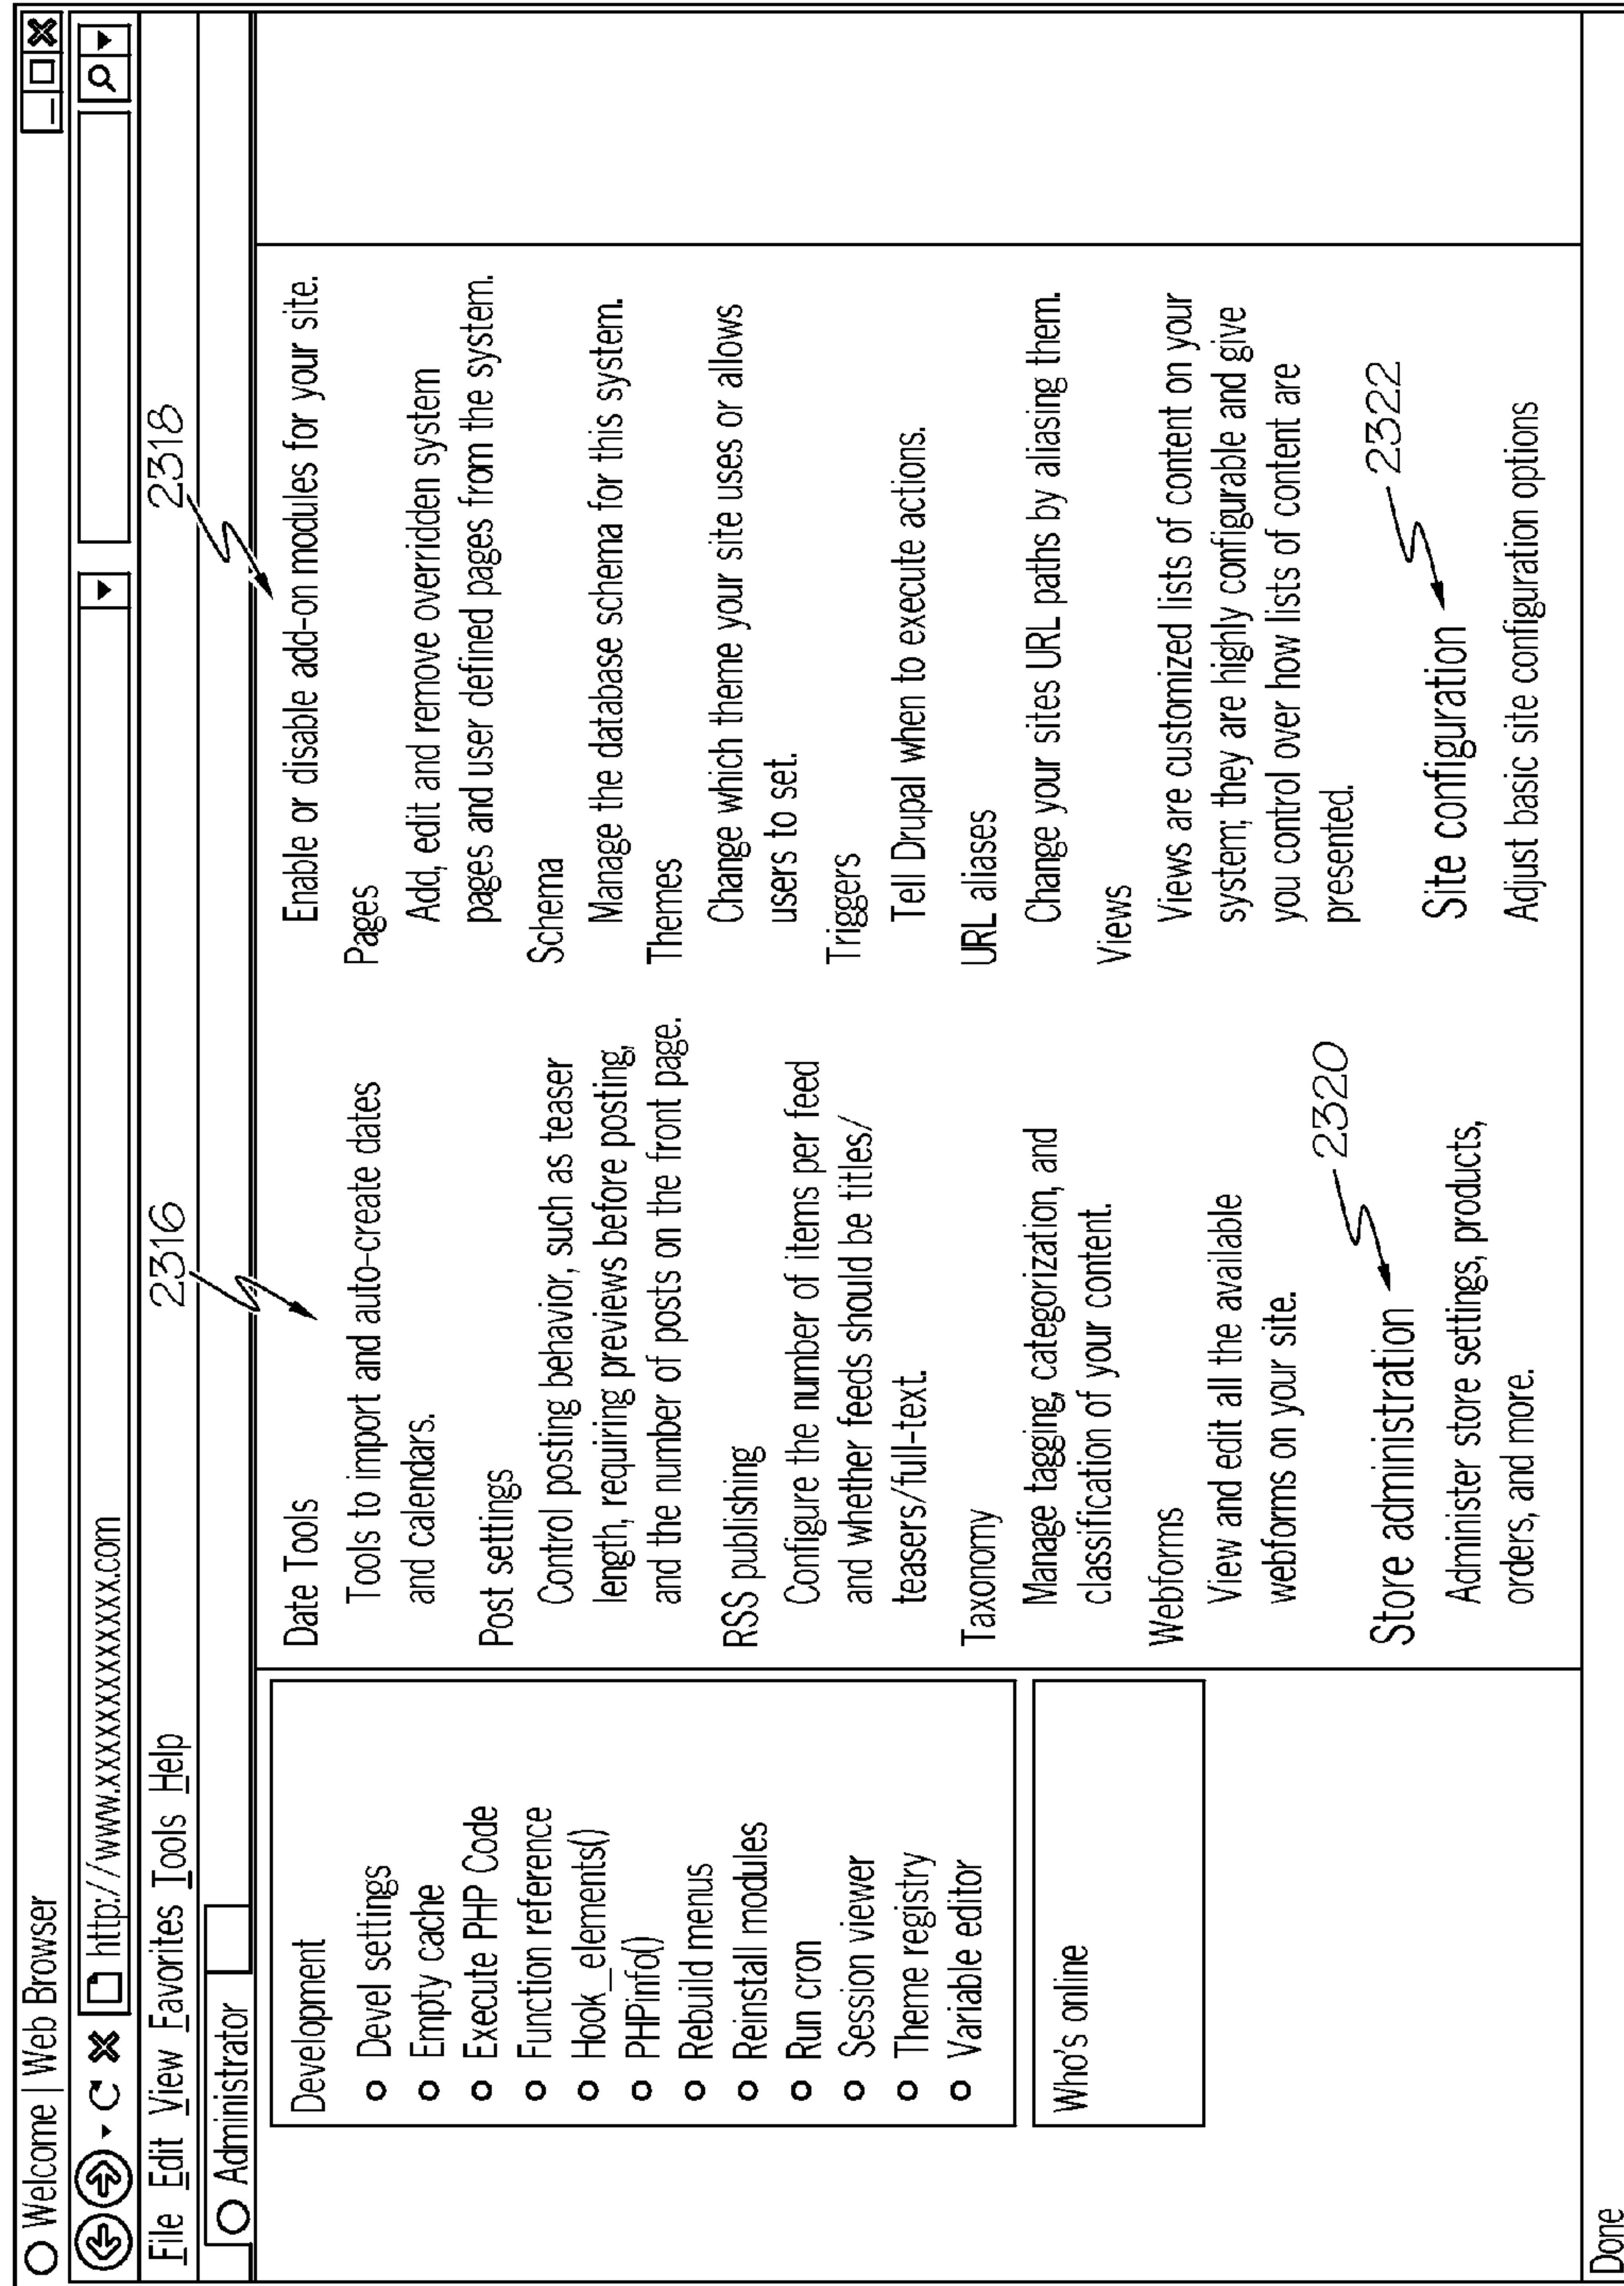 Welcome | Web Browser
http://www.xxxxxxxxxxxx.com
File Edit View Favorites Tools Help
Administrator
2316
2318
Development
Devel settings
Empty cache
Execute PHP Code
Function reference
Hook_elements()
PHPinfo()
Rebuild menus
Reinstall modules
Run cron
Session viewer
Theme registry
Variable editor
Who's online
Date Tools
Tools to import and auto-create dates
and calendars.
Post settings
Control posting behavior, such as teaser
length, requiring previews before posting,
and the number of posts on the front page.
RSS publishing
Configure the number of items per feed
and whether feeds should be titles/
teasers/full-text.
Taxonomy
Manage tagging, categorization, and
classification of your content.
Webforms
View and edit all the available
webforms on your site.
2320
Store administration
Administer store settings, products,
orders, and more.
Enable or disable add-on modules for your site.
Pages
Add, edit and remove overridden system
pages and user defined pages from the system.
Schema
Manage the database schema for this system.
Themes
Change which theme your site uses or allows
users to set.
Triggers
Tell Drupal when to execute actions.
URL aliases
Change your sites URL paths by aliasing them.
Views
Views are customized lists of content on your
system; they are highly configurable and give
you control over how lists of content are
presented.
2322
Site configuration
Adjust basic site configuration options
Done